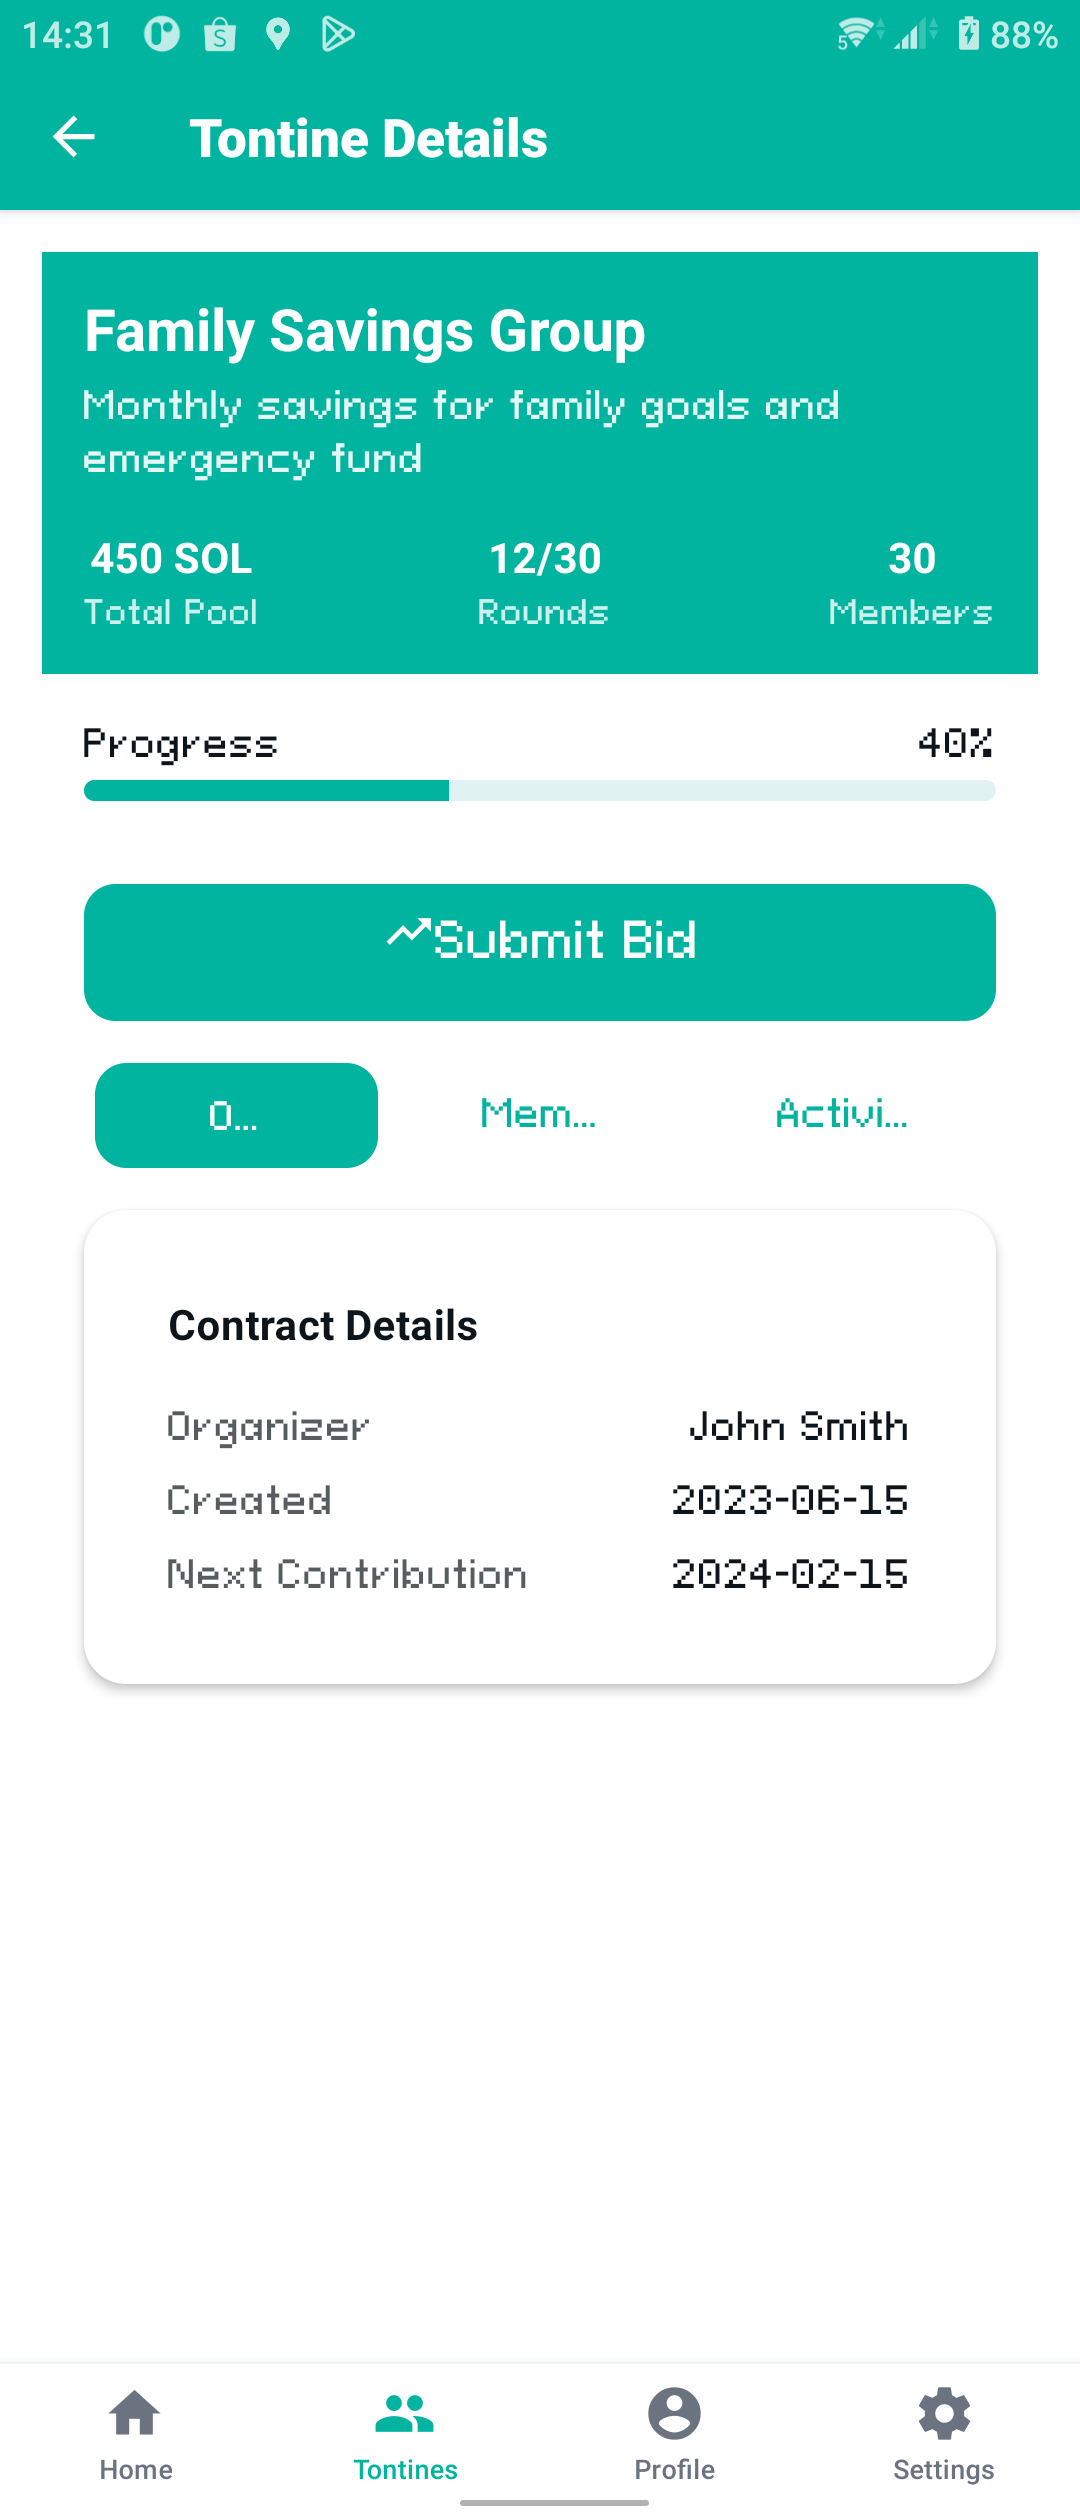 14:31
5
88%
Tontine Details
Family Savings Group
Monthly savings for family goals and
emergency fund
450 SOL
12/30
30
Total Pool
Rounds
Members
Progress
40%
Submit Bid
O...
Mem...
Activi...
Contract Details
Organizer
John Smith
Created
2023-06-15
Next Contribution
2024-02-15
Home
Tontines
Profile
Settings